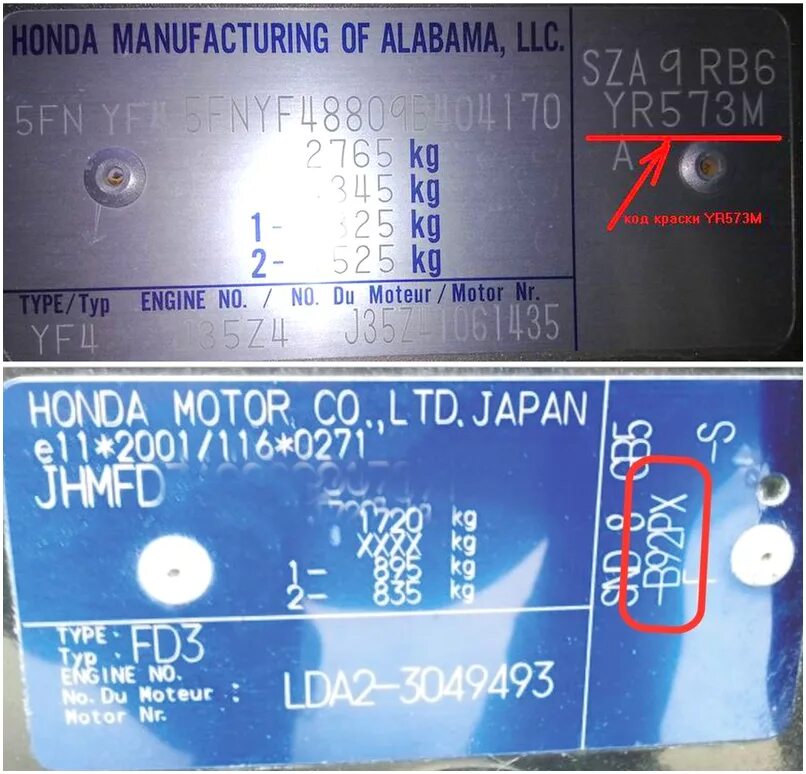 HONDA MANUFACTURING OF ALABAMA, LLC.
5FN YF4 5FNYF48809B404170
2765 kg
345 kg
1- 325 kg
2- 525 kg
TYPE/Typ ENGINE NO. / NO. Du Moteur / Motor Nr.
YF4 J35Z4 J35Z41061435
SZA 9 RB6
YR573M
A
код краски YR573M
HONDA MOTOR CO.,LTD.JAPAN
e11*2001/116*0271
JHMFD
1720 kg
XXXX kg
1- 895 kg
2- 835 kg
TYPE:
Typ : FD3
ENGINE NO.
No. Du Moteur : LDA2-3049493
Motor Nr.
SND 8 CB5
-B92PX -S